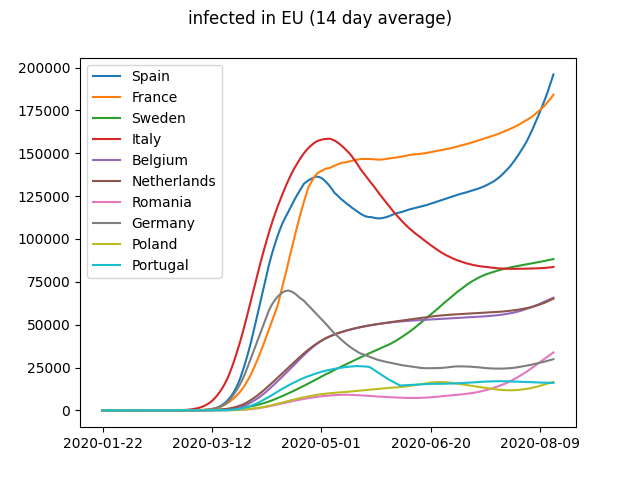 infected in EU (14 day average)
200000
175000
150000
125000
100000
75000
50000
25000
0
Spain
France
Sweden
Italy
Belgium
Netherlands
Romania
Germany
Poland
Portugal
2020-01-22 2020-03-12 2020-05-01 2020-06-20 2020-08-09